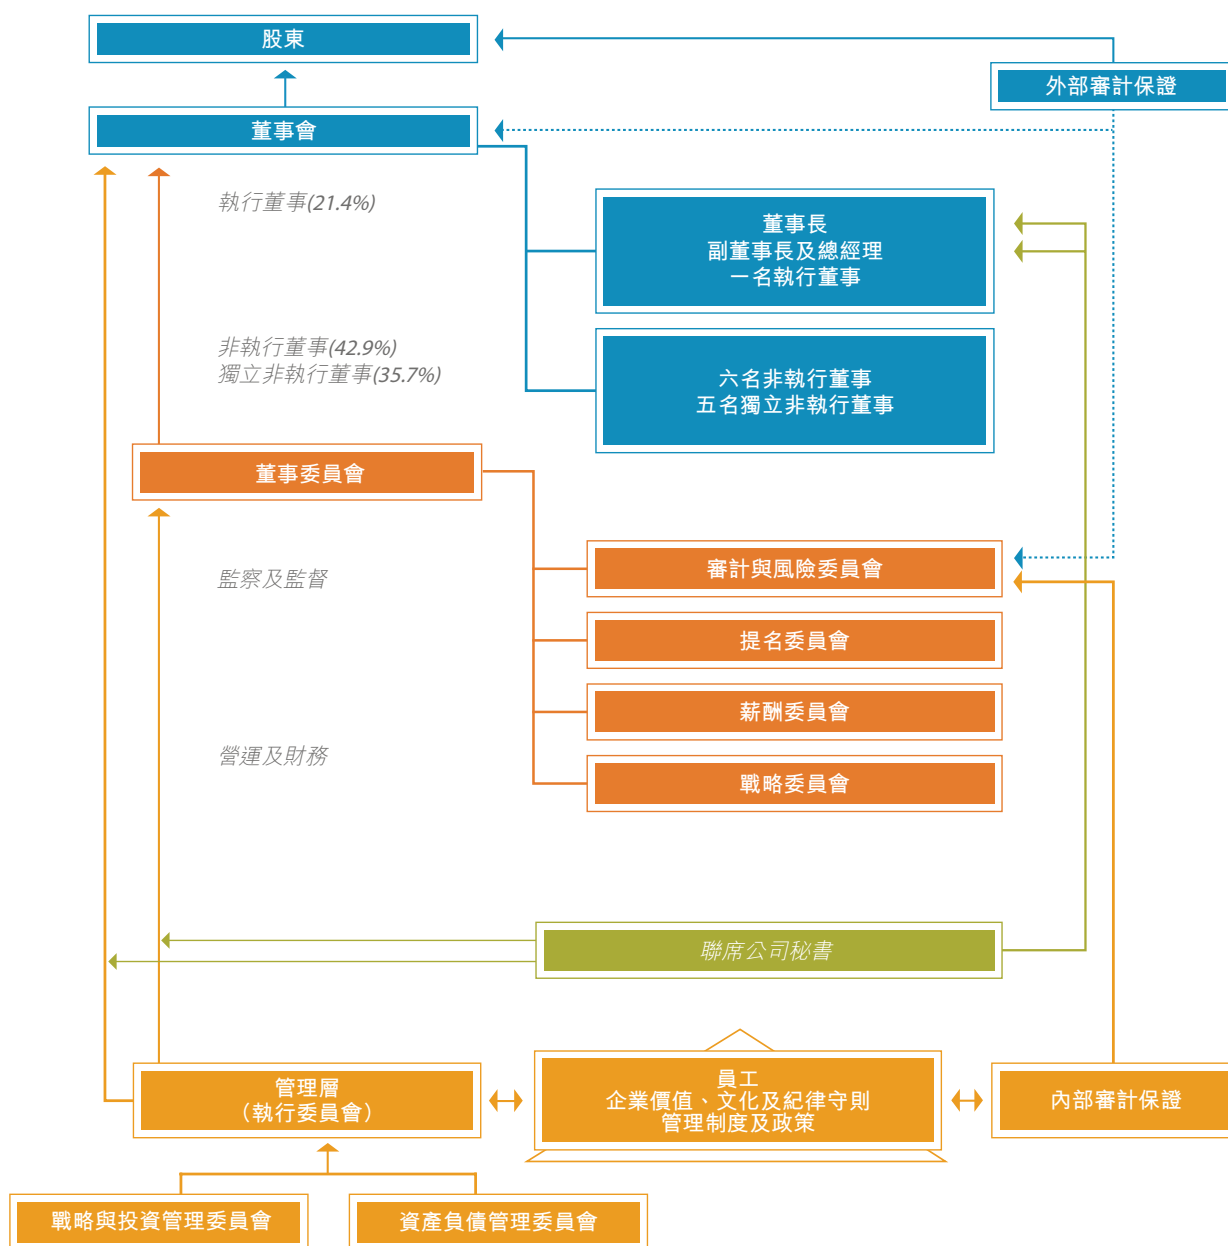 股東
外部審計保證
董事會
執行董事(21.4%)
董事長
副董事長及總經理
一名執行董事
非執行董事(42.9%)
獨立非執行董事(35.7%)
六名非執行董事
五名獨立非執行董事
董事委員會
監察及監督
審計與風險委員會
提名委員會
薪酬委員會
營運及財務
戰略委員會
聯席公司秘書
管理層
（執行委員會）
員工
企業價值、文化及紀律守則
管理制度及政策
內部審計保證
戰略與投資管理委員會
資產負債管理委員會